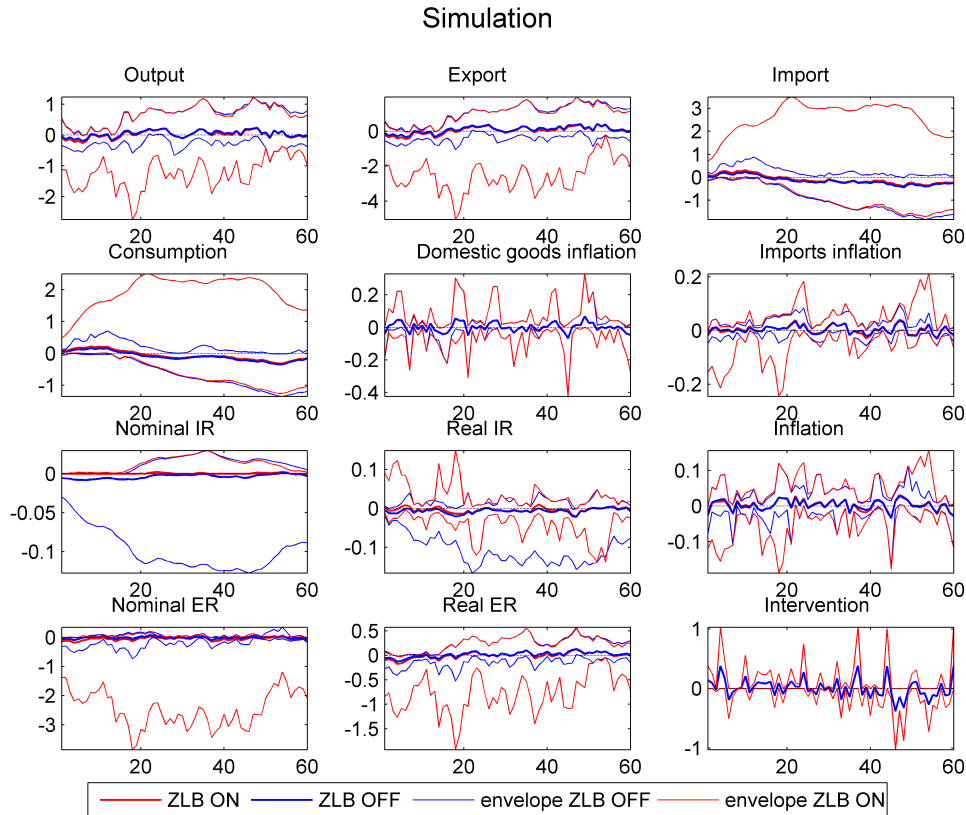 Simulation
Output Export Import
1 0 -1 -2
20 40 60
0 -2 -4
20 40 60
3 2 1 0 -1
20 40 60
Consumption Domestic goods inflation Imports inflation
2 1 0 -1
20 40 60
0.2 0 -0.2 -0.4
20 40 60
0.2 0 -0.2
20 40 60
Nominal IR Real IR Inflation
0 -0.05 -0.1
20 40 60
0.1 0 -0.1
20 40 60
0.1 0 -0.1
20 40 60
Nominal ER Real ER Intervention
0 -1 -2 -3
20 40 60
0.5 0 -0.5 -1 -1.5
20 40 60
1 0 -1
20 40 60
ZLB ON ZLB OFF envelope ZLB OFF envelope ZLB ON